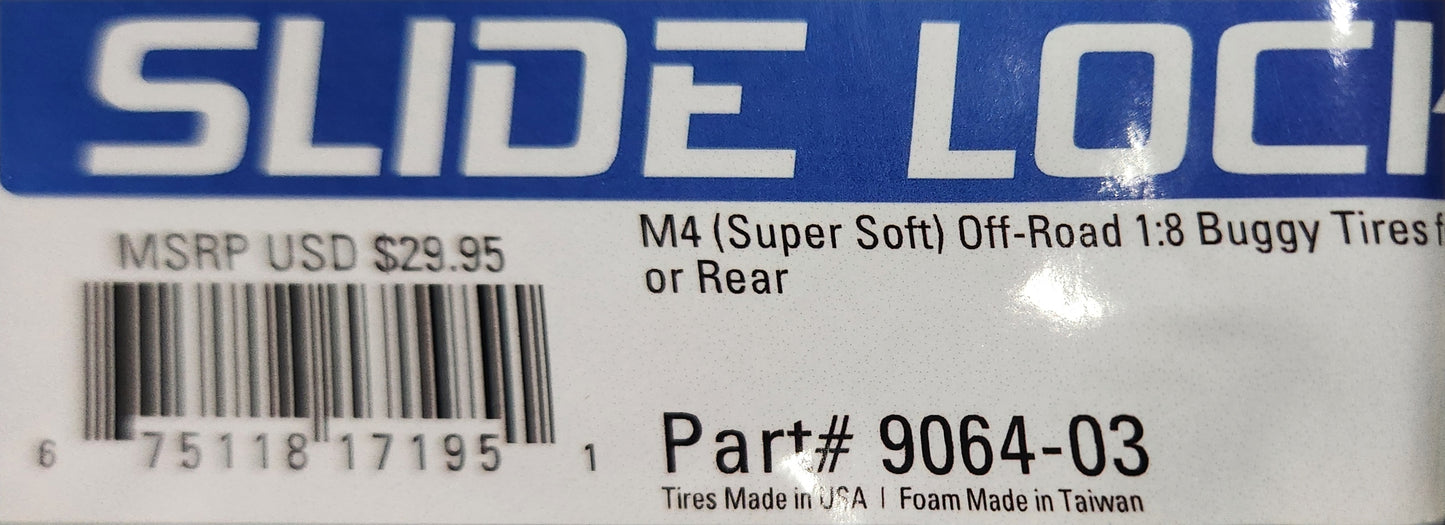 SLIDE LOCK
MSRP USD $29.95
M4 (Super Soft) Off-Road 1:8 Buggy Tires
or Rear
6 75118 17195 1
Part# 9064-03
Tires Made in USA | Foam Made in Taiwan